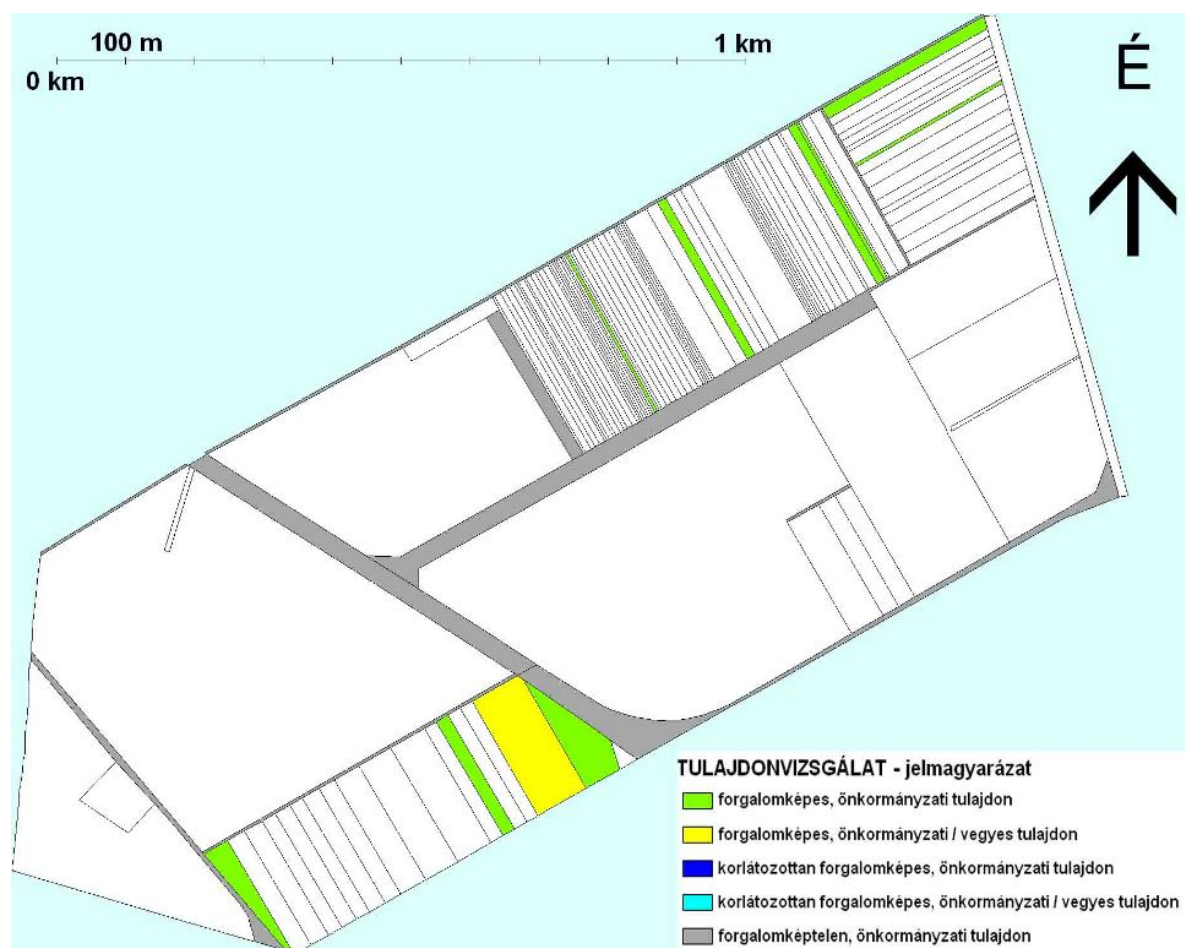 100 m
1 km
0 km
É
TULAJDONVIZSGÁLAT - jelmagyarázat
forgalomképes, önkormányzati tulajdon
forgalomképes, önkormányzati / vegyes tulajdon
korlátozottan forgalomképes, önkormányzati tulajdon
korlátozottan forgalomképes, önkormányzati / vegyes tulajdon
forgalomképtelen, önkormányzati tulajdon